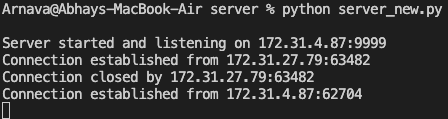 Arnava@Abhays-MacBook-Air server % python server_new.py
Server started and listening on 172.31.4.87:9999
Connection established from 172.31.27.79:63482
Connection closed by 172.31.27.79:63482
Connection established from 172.31.4.87:62704